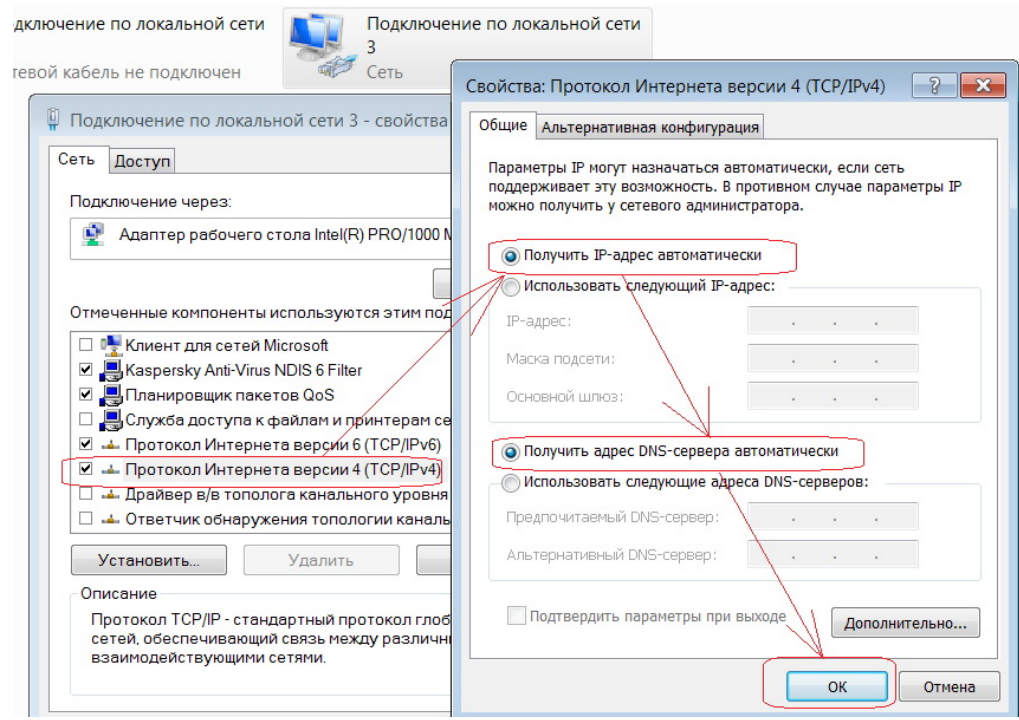 дключение по локальной сети
тевой кабель не подключен
Подключение по локальной сети
3
Сеть
Подключение по локальной сети 3 - свойства
Сеть
Доступ
Подключение через:
Адаптер рабочего стола Intel(R) PRO/1000 M
Отмеченные компоненты используются этим под
Клиент для сетей Microsoft
Kaspersky Anti-Virus NDIS 6 Filter
Планировщик пакетов QoS
Служба доступа к файлам и принтерам се
Протокол Интернета версии 6 (TCP/IPv6)
Протокол Интернета версии 4 (TCP/IPv4)
Драйвер в/в тополога канального уровня
Ответчик обнаружения топологии каналь
Установить...
Удалить
Описание
Протокол TCP/IP - стандартный протокол глоб
сетей, обеспечивающий связь между различн
взаимодействующими сетями.
Свойства: Протокол Интернета версии 4 (TCP/IPv4)
Общие
Альтернативная конфигурация
Параметры IP могут назначаться автоматически, если сеть
поддерживает эту возможность. В противном случае параметры IP
можно получить у сетевого администратора.
Получить IP-адрес автоматически
Использовать следующий IP-адрес:
IP-адрес:
Маска подсети:
Основной шлюз:
Получить адрес DNS-сервера автоматически
Использовать следующие адреса DNS-серверов:
Предпочитаемый DNS-сервер:
Альтернативный DNS-сервер:
Подтвердить параметры при выходе
Дополнительно...
ОК
Отмена